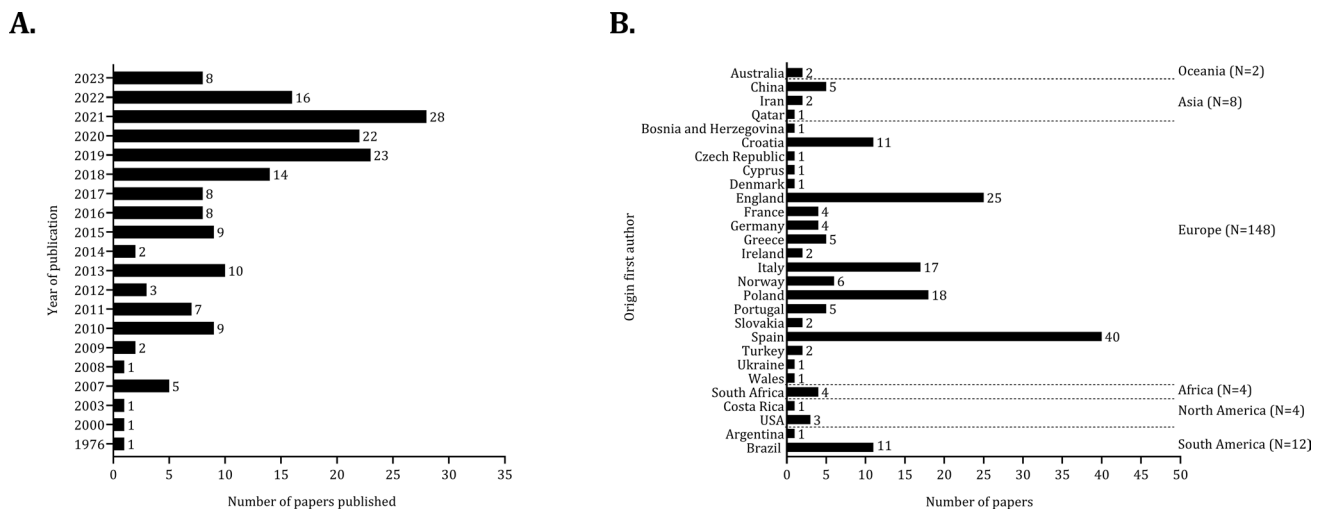 A.
Year of publication
2023 8
2022 16
2021 28
2020 22
2019 23
2018 14
2017 8
2016 8
2015 9
2014 2
2013 10
2012 3
2011 7
2010 9
2009 2
2008 1
2007 5
2003 1
2000 1
1976 1
0 5 10 15 20 25 30 35
Number of papers published
B.
Origin first author
Australia 2
China 5
Iran 2
Qatar 1
Bosnia and Herzegovina 1
Croatia 11
Czech Republic 1
Cyprus 1
Denmark 1
England 25
France 4
Germany 4
Greece 5
Ireland 2
Italy 17
Norway 6
Poland 18
Portugal 5
Slovakia 2
Spain 40
Turkey 2
Ukraine 1
Wales 1
South Africa 4
Costa Rica 1
USA 3
Argentina 1
Brazil 11
Oceania (N=2)
Asia (N=8)
Europe (N=148)
Africa (N=4)
North America (N=4)
South America (N=12)
0 5 10 15 20 25 30 35 40 45 50
Number of papers